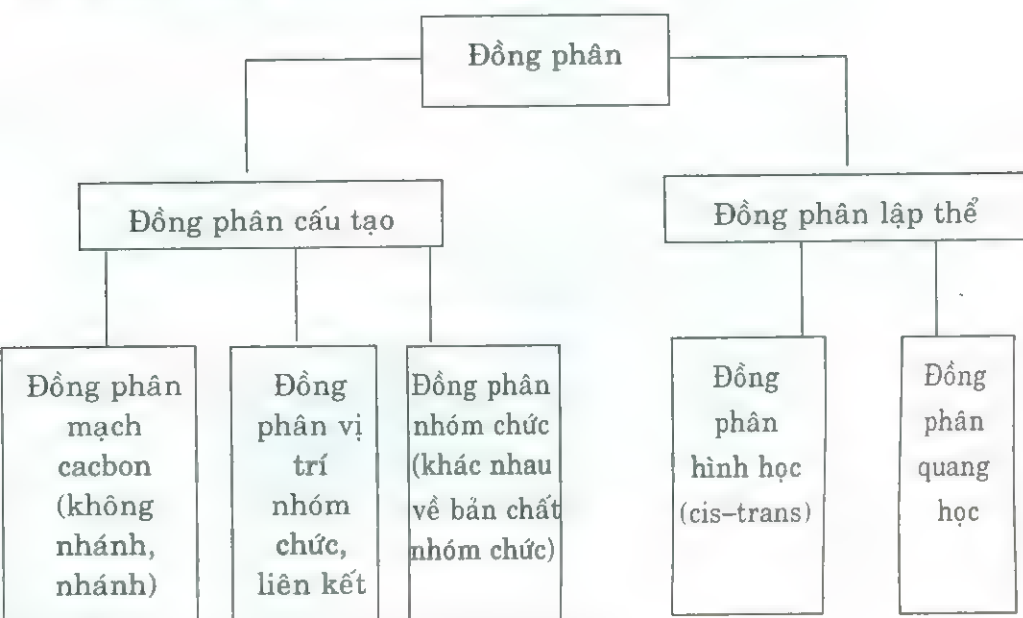 Đồng phân
Đồng phân cấu tạo
Đồng phân lập thể
Đồng phân
mạch
cacbon
(không
nhánh,
nhánh)
Đồng
phân vị
trí
nhóm
chức,
liên kết
Đồng phân
nhóm chức
(khác nhau
về bản chất
nhóm chức)
Đồng
phân
hình học
(cis–trans)
Đồng
phân
quang
học